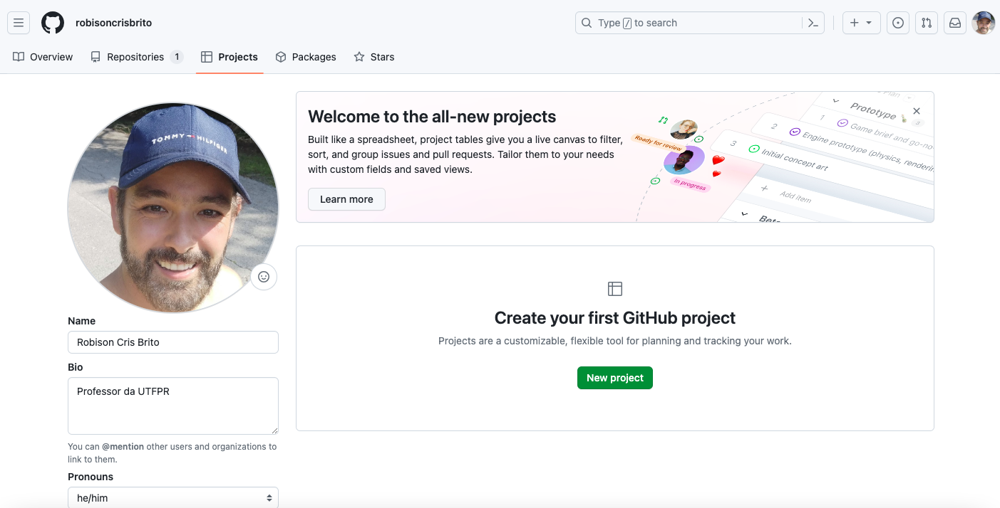 robisoncrisbrito
Type / to search
Overview
Repositories 1
Projects
Packages
Stars
TOMMY HILFIGER
Name
Robison Cris Brito
Bio
Professor da UTFPR
You can @mention other users and organizations to
link to them.
Pronouns
he/him
Welcome to the all-new projects
Built like a spreadsheet, project tables give you a live canvas to filter,
sort, and group issues and pull requests. Tailor them to your needs
with custom fields and saved views.
Learn more
Ready for review
In progress
Plan
Prototype 3
1 Game brief and go-no-
2 Engine prototype (physics, renderin
3 Initial concept art
+ Add item
Beta
Create your first GitHub project
Projects are a customizable, flexible tool for planning and tracking your work.
New project